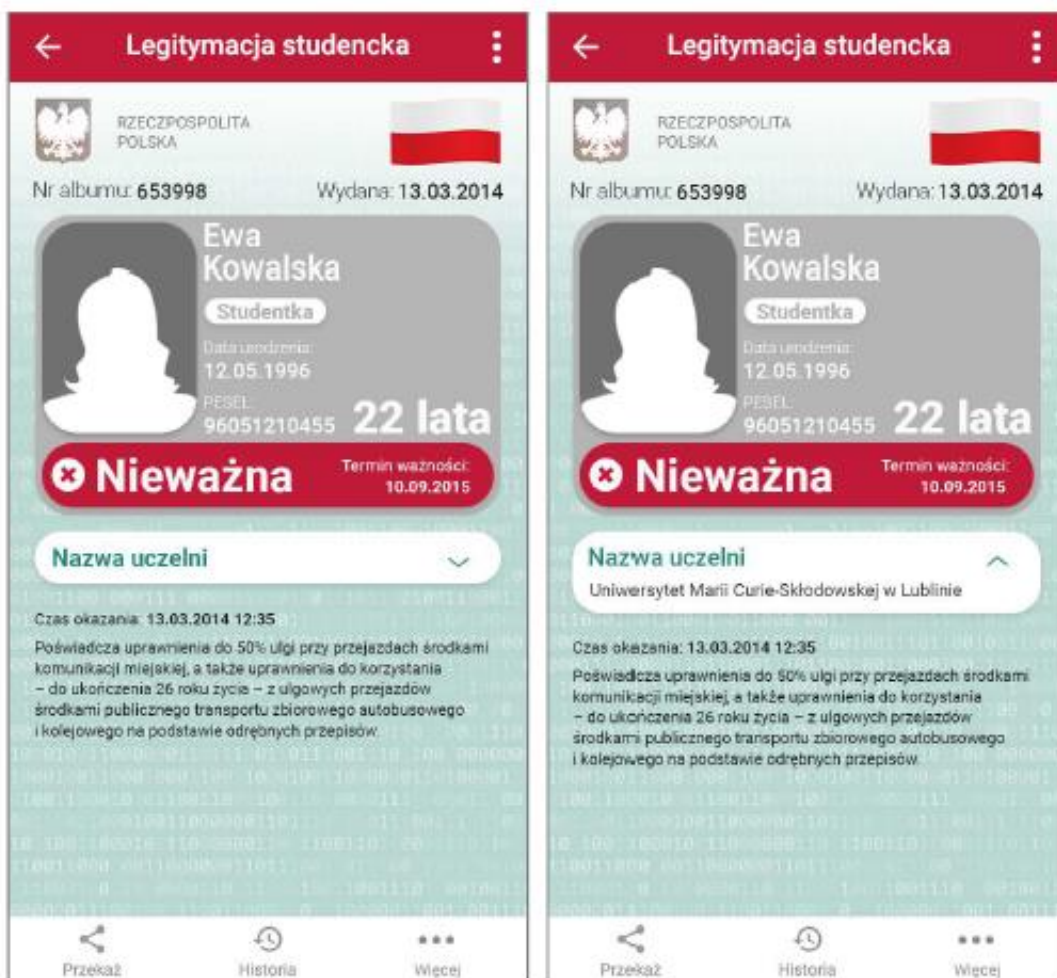 Legitymacja studencka
RZECZPOSPOLITA
POLSKA
Nr albumu: 653998
Wydana: 13.03.2014
Ewa
Kowalska
Studentka
Data urodzenia:
12.05.1996
PESEL:
96051210455
22 lata
Nieważna
Termin ważności:
10.09.2015
Nazwa uczelni
Czas okazania: 13.03.2014 12:35
Poświadcza uprawnienia do 50% ulgi przy przejazdach środkami
komunikacji miejskiej, a także uprawnienia do korzystania
– do ukończenia 26 roku życia – z ulgowych przejazdów
środkami publicznego transportu zbiorowego autobusowego
i kolejowego na podstawie odrębnych przepisów.
Przekaż
Historia
Więcej
Legitymacja studencka
RZECZPOSPOLITA
POLSKA
Nr albumu: 653998
Wydana: 13.03.2014
Ewa
Kowalska
Studentka
Data urodzenia:
12.05.1996
PESEL:
96051210455
22 lata
Nieważna
Termin ważności:
10.09.2015
Nazwa uczelni
Uniwersytet Marii Curie-Skłodowskej w Lublinie
Czas okazania: 13.03.2014 12:35
Poświadcza uprawnienia do 50% ulgi przy przejazdach środkami
komunikacji miejskiej, a także uprawnienia do korzystania
– do ukończenia 26 roku życia – z ulgowych przejazdów
środkami publicznego transportu zbiorowego autobusowego
i kolejowego na podstawie odrębnych przepisów.
Przekaż
Historia
Więcej